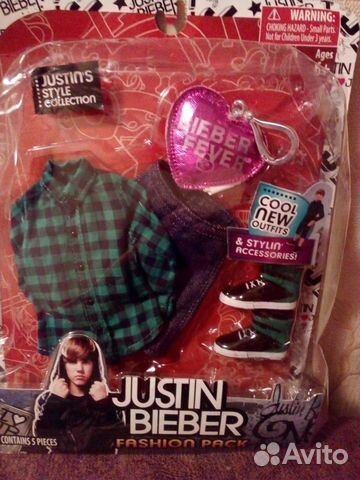 JUSTIN
BIEBER
WARNING:
CHOKING HAZARD - Small Parts.
Not for Children Under 3 years.
Ages
JUSTIN'S
STYLE
COLLECTION
BIEBER
FEVER
COOL
NEW
OUTFITS
& STYLIN'
ACCESSORIES!
JUSTIN
BIEBER
FASHION PACK
CONTAINS 5 PIECES
Avito